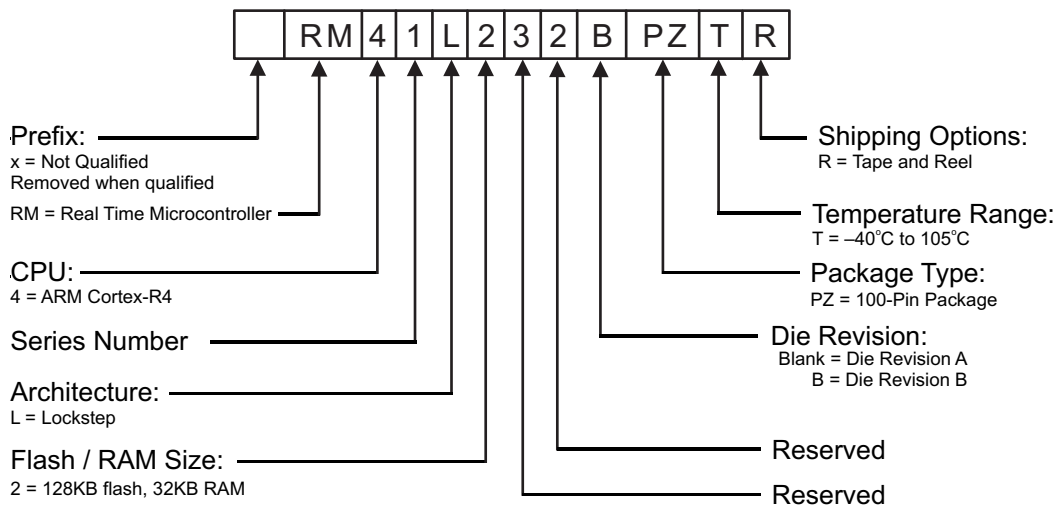 RM 4 1 L 2 3 2 B PZ T R
Prefix:
x = Not Qualified
Removed when qualified
RM = Real Time Microcontroller
CPU:
4 = ARM Cortex-R4
Series Number
Architecture:
L = Lockstep
Flash / RAM Size:
2 = 128KB flash, 32KB RAM
Shipping Options:
R = Tape and Reel
Temperature Range:
T = –40°C to 105°C
Package Type:
PZ = 100-Pin Package
Die Revision:
Blank = Die Revision A
B = Die Revision B
Reserved
Reserved